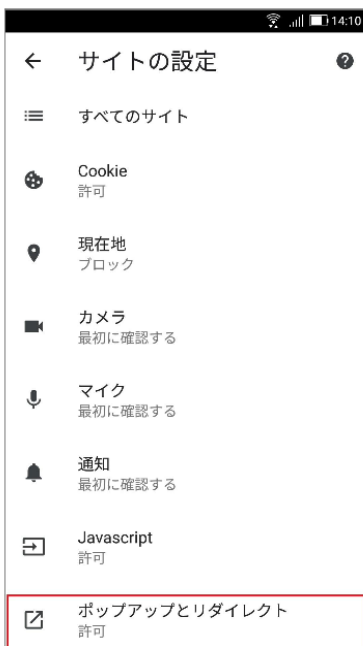 14:10
サイトの設定
すべてのサイト
Cookie
許可
現在地
ブロック
カメラ
最初に確認する
マイク
最初に確認する
通知
最初に確認する
Javascript
許可
ポップアップとリダイレクト
許可